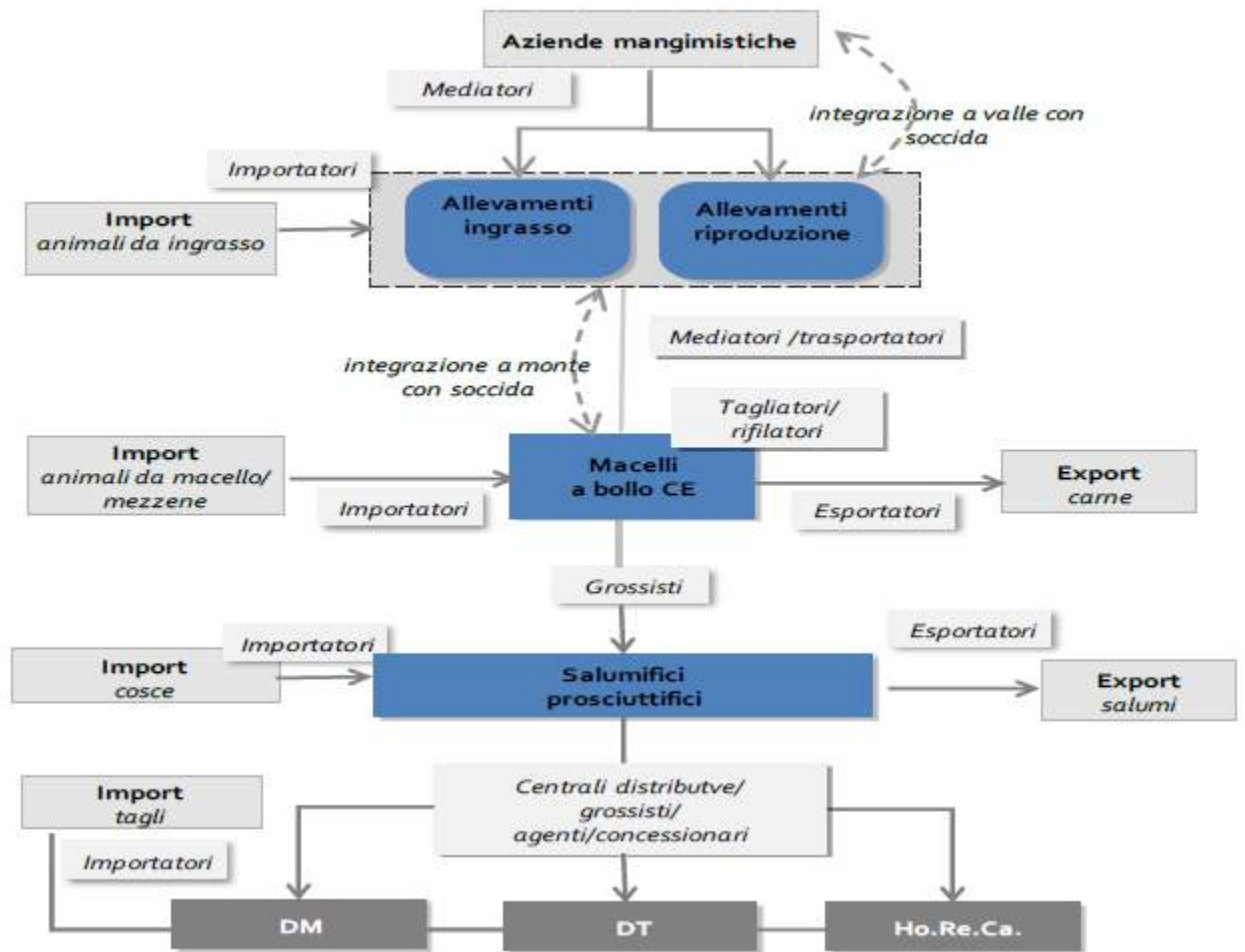 Aziende mangimistiche
Mediatori
integrazione a valle con
soccida
Importatori
Import
animali da ingrasso
Allevamenti
ingrasso
Allevamenti
riproduzione
Mediatori /trasportatori
integrazione a monte
con soccida
Tagliatori/
rifilatori
Import
animali da macello/
mezzene
Importatori
Macelli
a bollo CE
Esportatori
Export
carne
Grossisti
Importatori
Import
cosce
Salumifici
prosciuttifici
Esportatori
Export
salumi
Import
tagli
Importatori
Centrali distributve/
grossisti/
agenti/concessionari
DM
DT
Ho.Re.Ca.